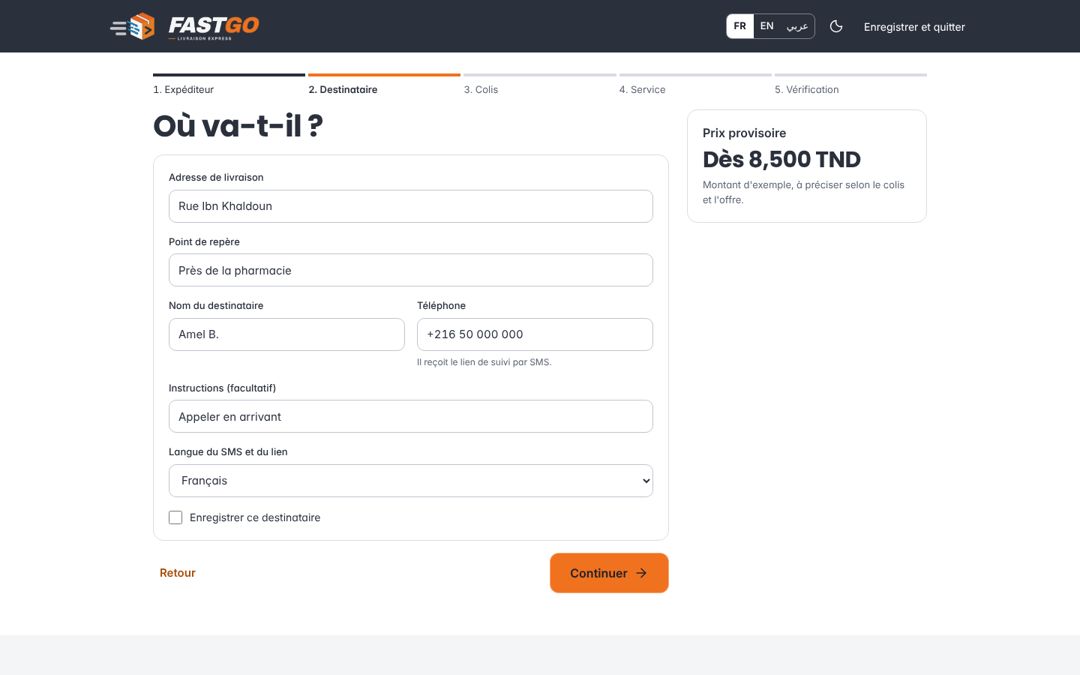 FASTGO
LIVRAISON EXPRESS
FR EN عربي
Enregistrer et quitter
1. Expéditeur
2. Destinataire
3. Colis
4. Service
5. Vérification
Où va-t-il ?
Adresse de livraison
Rue Ibn Khaldoun
Point de repère
Près de la pharmacie
Nom du destinataire
Amel B.
Téléphone
+216 50 000 000
Il reçoit le lien de suivi par SMS.
Instructions (facultatif)
Appeler en arrivant
Langue du SMS et du lien
Français
Enregistrer ce destinataire
Retour
Continuer →
Prix provisoire
Dès 8,500 TND
Montant d'exemple, à préciser selon le colis
et l'offre.